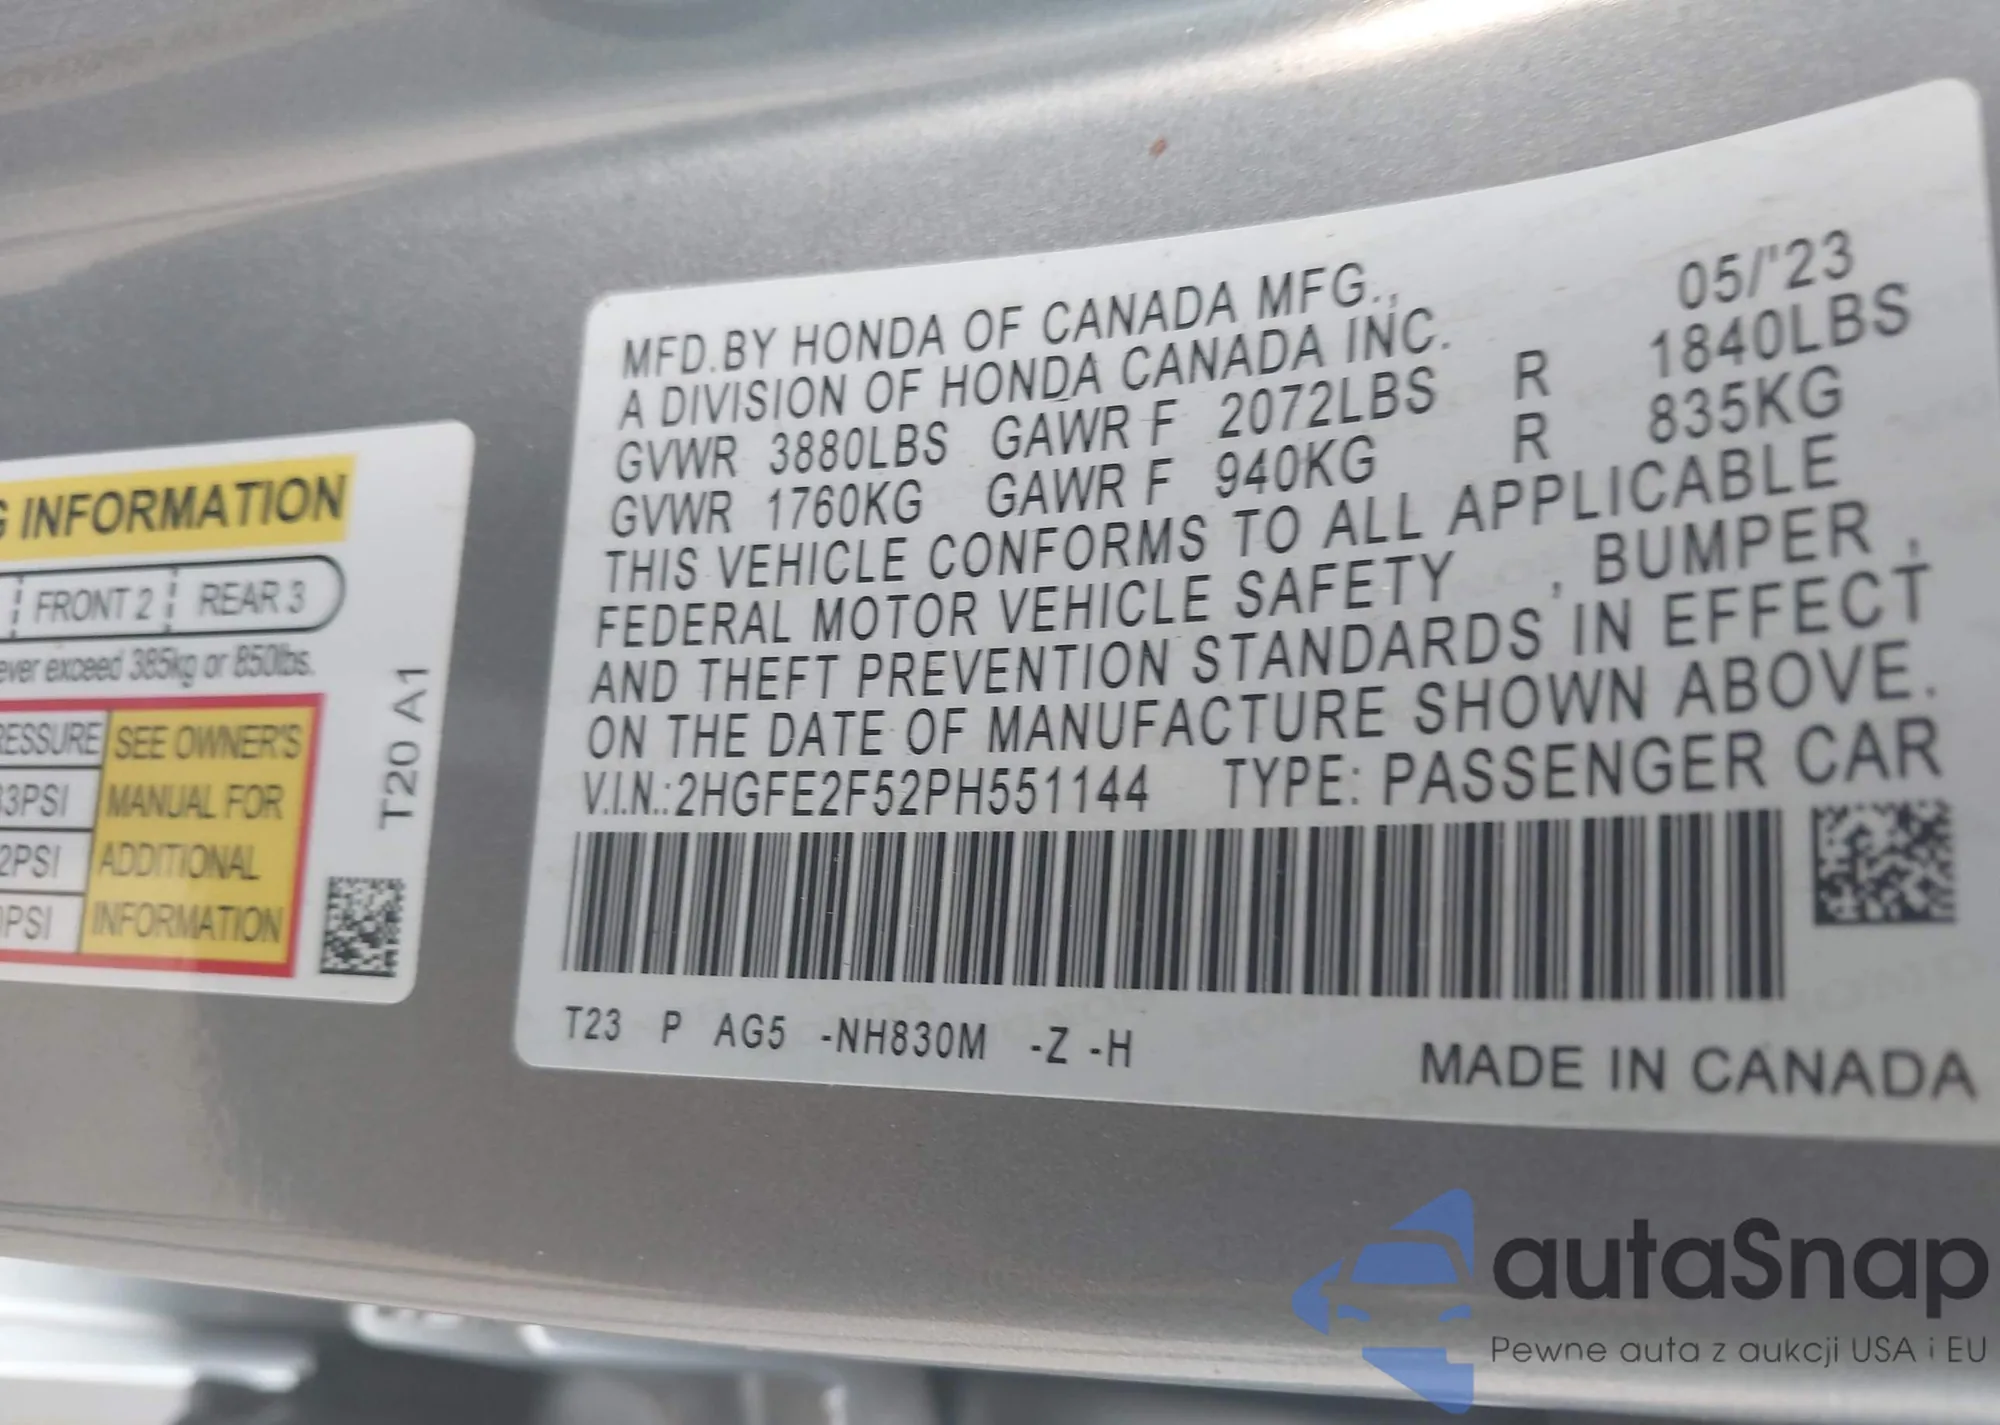 INFORMATION
FRONT 2
REAR 3
exceed 385kg or 850lbs.
SEE OWNER'S
MANUAL FOR
ADDITIONAL
INFORMATION
T20 A1
MFD.BY HONDA OF CANADA MFG., 05/'23
A DIVISION OF HONDA CANADA INC.
GVWR 3880LBS GAWR F 2072LBS R 1840LBS
GVWR 1760KG GAWR F 940KG R 835KG
THIS VEHICLE CONFORMS TO ALL APPLICABLE
FEDERAL MOTOR VEHICLE SAFETY , BUMPER ,
AND THEFT PREVENTION STANDARDS IN EFFECT
ON THE DATE OF MANUFACTURE SHOWN ABOVE.
V.I.N.:2HGFE2F52PH551144 TYPE: PASSENGER CAR
T23 P AG5 -NH830M -Z -H
MADE IN CANADA
autaSnap
Pewne auta z aukcji USA i EU